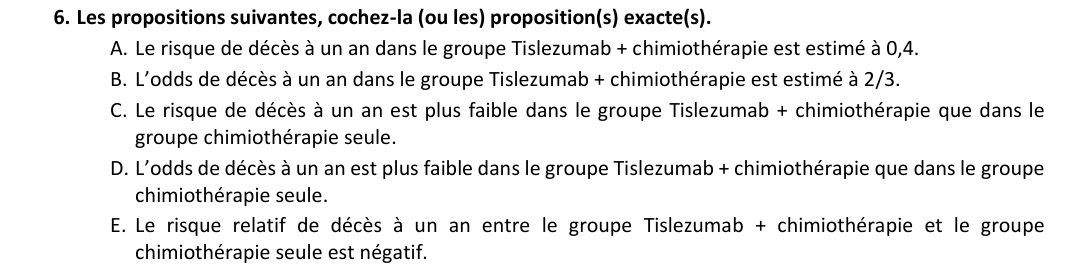 6. Les propositions suivantes, cochez-la (ou les) proposition(s) exacte(s).
A. Le risque de décès à un an dans le groupe Tislezumab + chimiothérapie est estimé à 0,4.
B. L’odds de décès à un an dans le groupe Tislezumab + chimiothérapie est estimé à 2/3.
C. Le risque de décès à un an est plus faible dans le groupe Tislezumab + chimiothérapie que dans le
groupe chimiothérapie seule.
D. L’odds de décès à un an est plus faible dans le groupe Tislezumab + chimiothérapie que dans le groupe
chimiothérapie seule.
E. Le risque relatif de décès à un an entre le groupe Tislezumab + chimiothérapie et le groupe
chimiothérapie seule est négatif.